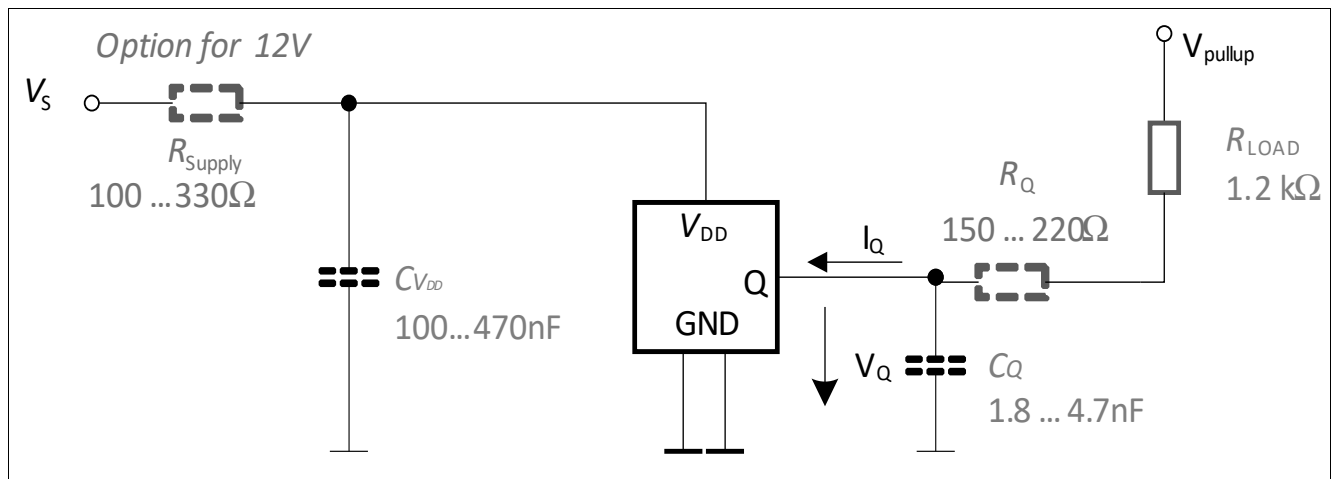 Option for 12V
V_S
R_Supply
100 ... 330Ω
C_VDD
100...470nF
V_DD
Q
GND
I_Q
V_Q
R_Q
150 ... 220Ω
C_Q
1.8 ... 4.7nF
V_pullup
R_LOAD
1.2 kΩ